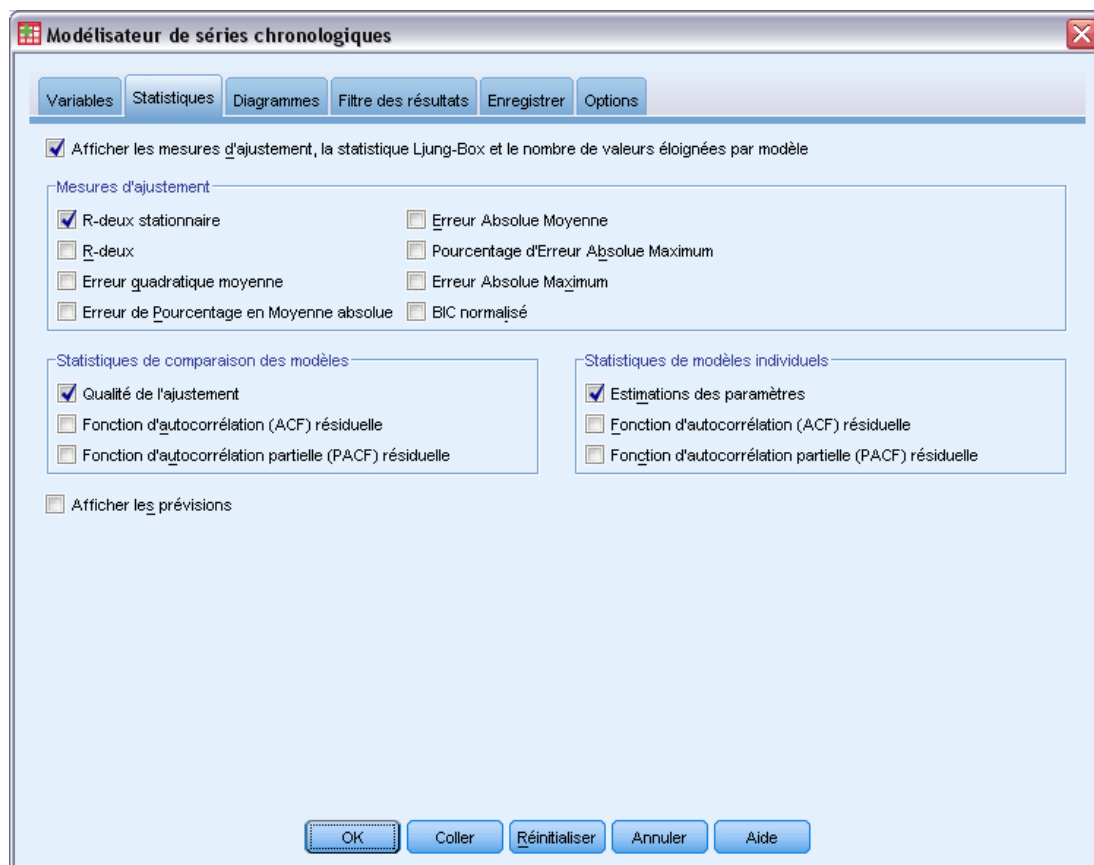 Modélisateur de séries chronologiques
Variables Statistiques Diagrammes Filtre des résultats Enregistrer Options
Afficher les mesures d'ajustement, la statistique Ljung-Box et le nombre de valeurs éloignées par modèle
Mesures d'ajustement
R-deux stationnaire
R-deux
Erreur quadratique moyenne
Erreur de Pourcentage en Moyenne absolue
Erreur Absolue Moyenne
Pourcentage d'Erreur Absolue Maximum
Erreur Absolue Maximum
BIC normalisé
Statistiques de comparaison des modèles
Qualité de l'ajustement
Fonction d'autocorrélation (ACF) résiduelle
Fonction d'autocorrélation partielle (PACF) résiduelle
Statistiques de modèles individuels
Estimations des paramètres
Fonction d'autocorrélation (ACF) résiduelle
Fonction d'autocorrélation partielle (PACF) résiduelle
Afficher les prévisions
OK Coller Réinitialiser Annuler Aide